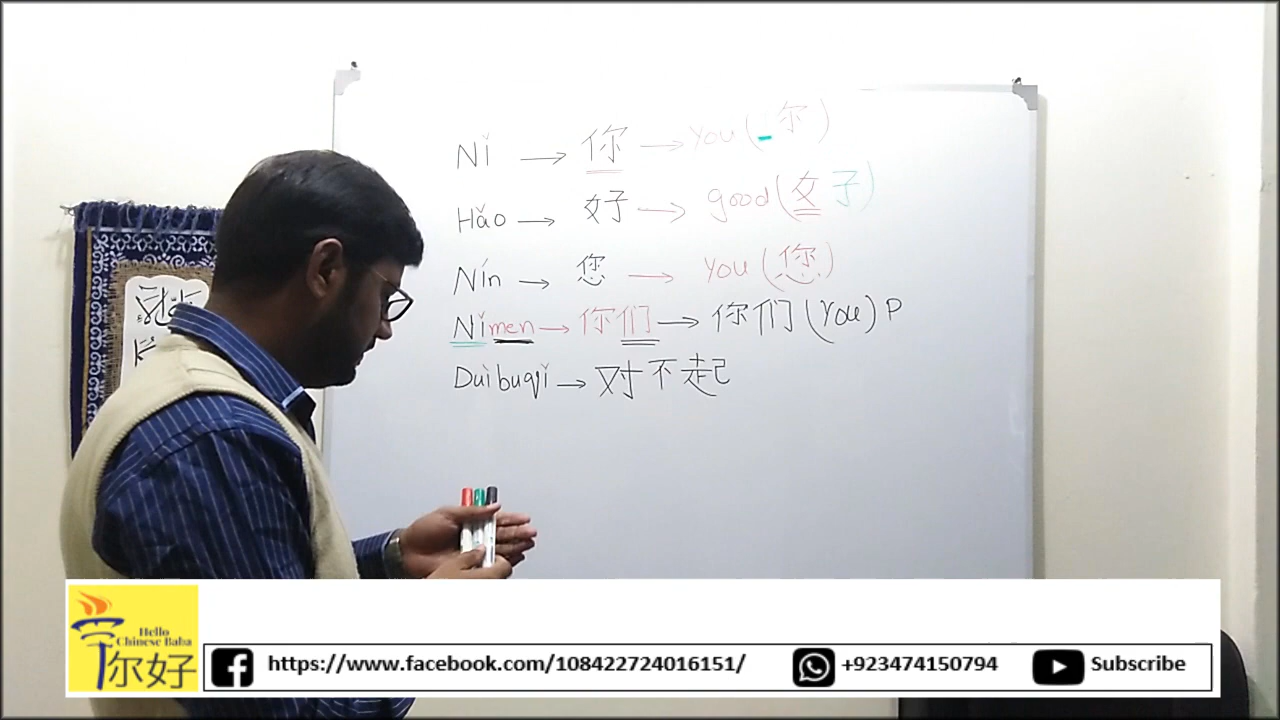 Nǐ → 你 → You ( 尔 )
Hǎo → 好 → good (女子)
Nín → 您 → You (您)
Nǐmen → 你们 → 你们 (You) P
Duìbuqǐ → 对不起
Hello
Chinese Baba
你好
https://www.facebook.com/108422724016151/ +923474150794 Subscribe